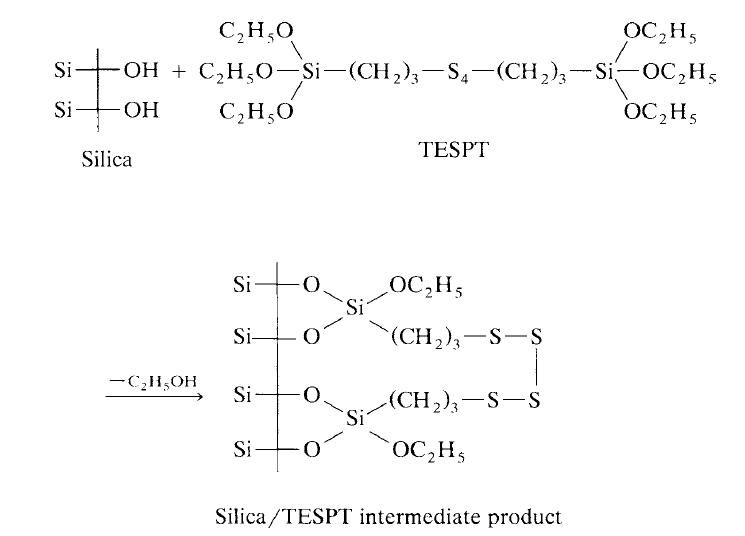 C₂H₅O OC₂H₅
Si—OH + C₂H₅O—Si—(CH₂)₃—S₄—(CH₂)₃—Si—OC₂H₅
Si—OH C₂H₅O OC₂H₅
Silica TESPT
Si—O OC₂H₅
Si
Si—O (CH₂)₃—S—S
—C₂H₅OH
Si—O (CH₂)₃—S—S
Si
Si—O OC₂H₅
Silica/TESPT intermediate product